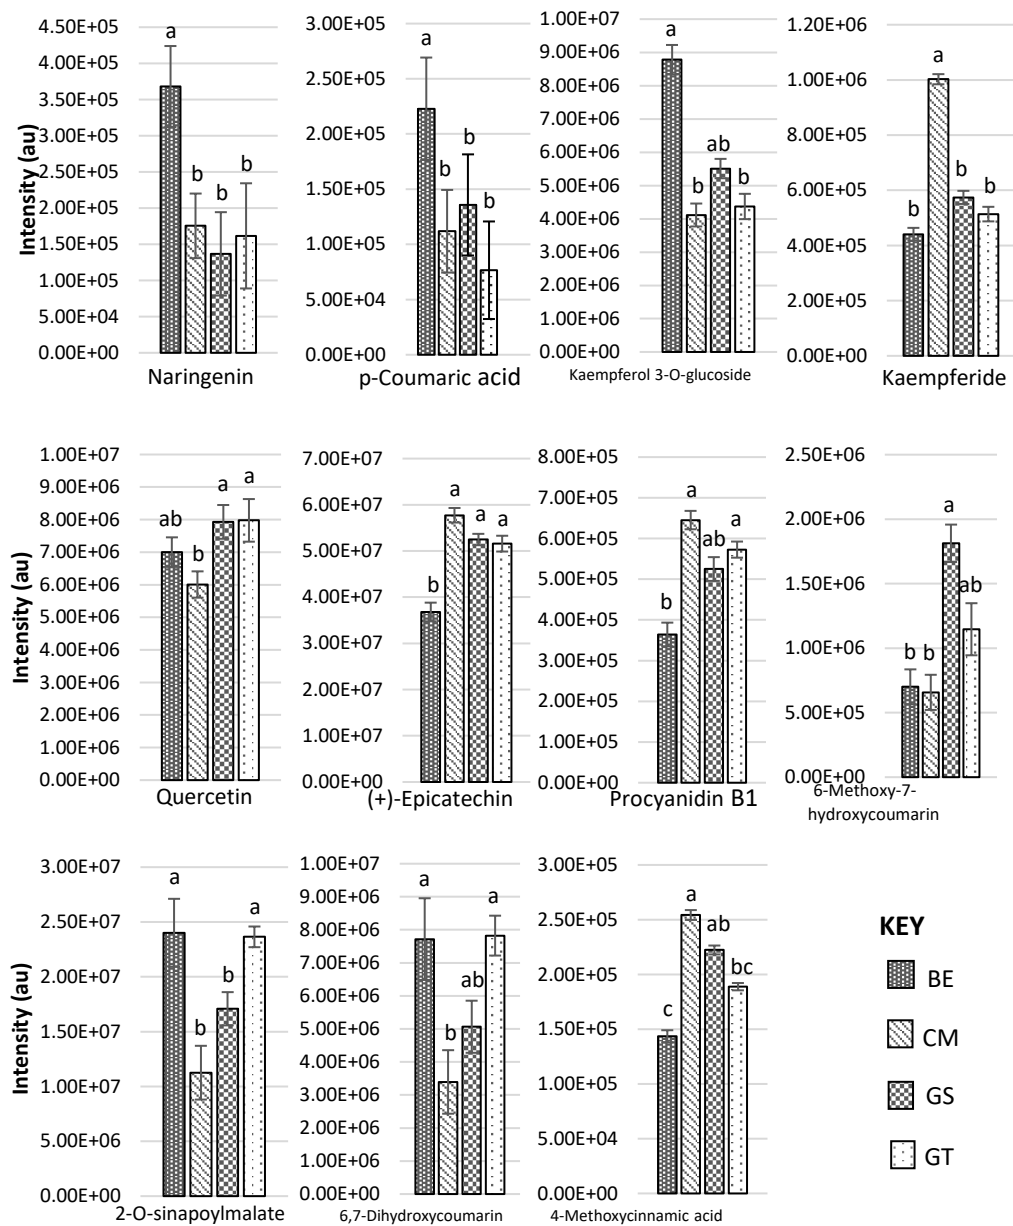 Intensity (au)
4.50E+05
4.00E+05
3.50E+05
3.00E+05
2.50E+05
2.00E+05
1.50E+05
1.00E+05
5.00E+04
0.00E+00
a
b
b
b
Naringenin
3.00E+05
2.50E+05
2.00E+05
1.50E+05
1.00E+05
5.00E+04
0.00E+00
a
b
b
b
p-Coumaric acid
1.00E+07
9.00E+06
8.00E+06
7.00E+06
6.00E+06
5.00E+06
4.00E+06
3.00E+06
2.00E+06
1.00E+06
0.00E+00
a
b
ab
b
Kaempferol 3-O-glucoside
1.20E+06
1.00E+06
8.00E+05
6.00E+05
4.00E+05
2.00E+05
0.00E+00
b
a
b
b
Kaempferide
Intensity (au)
1.00E+07
9.00E+06
8.00E+06
7.00E+06
6.00E+06
5.00E+06
4.00E+06
3.00E+06
2.00E+06
1.00E+06
0.00E+00
ab
b
a
a
Quercetin
7.00E+07
6.00E+07
5.00E+07
4.00E+07
3.00E+07
2.00E+07
1.00E+07
0.00E+00
b
a
a
a
(+)-Epicatechin
8.00E+05
7.00E+05
6.00E+05
5.00E+05
4.00E+05
3.00E+05
2.00E+05
1.00E+05
0.00E+00
b
a
ab
a
Procyanidin B1
2.50E+06
2.00E+06
1.50E+06
1.00E+06
5.00E+05
0.00E+00
b
b
a
ab
6-Methoxy-7-
hydroxycoumarin
Intensity (au)
3.00E+07
2.50E+07
2.00E+07
1.50E+07
1.00E+07
5.00E+06
0.00E+00
a
b
b
a
2-O-sinapoylmalate
1.00E+07
9.00E+06
8.00E+06
7.00E+06
6.00E+06
5.00E+06
4.00E+06
3.00E+06
2.00E+06
1.00E+06
0.00E+00
a
b
ab
a
6,7-Dihydroxycoumarin
3.00E+05
2.50E+05
2.00E+05
1.50E+05
1.00E+05
5.00E+04
0.00E+00
c
a
ab
bc
4-Methoxycinnamic acid
KEY
BE
CM
GS
GT